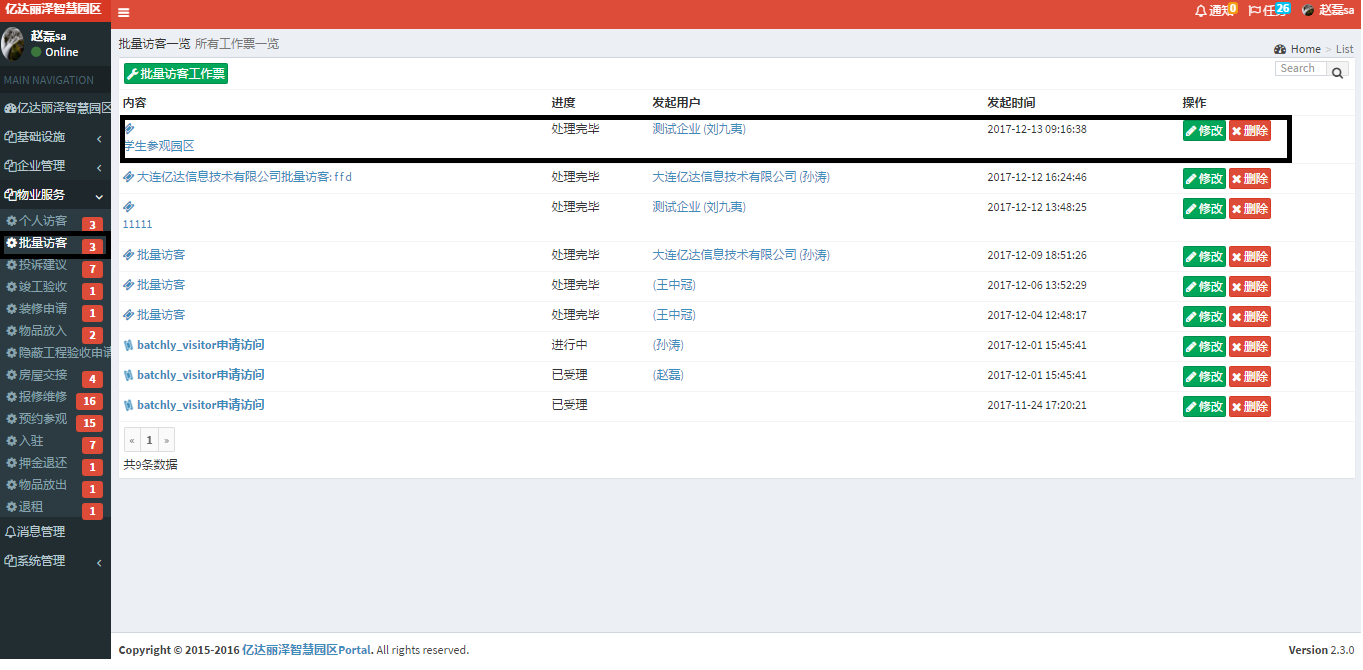 亿达丽泽智慧园区
通知 0 任务 26 赵磊sa
赵磊sa
Online
MAIN NAVIGATION
亿达丽泽智慧园区
基础设施
企业管理
物业服务
个人访客 3
批量访客 3
投诉建议 7
竣工验收 1
装修申请 1
物品放入 2
隐蔽工程验收申请
房屋交接 4
报修维修 16
预约参观 15
入驻 7
押金退还 1
物品放出 1
退租 1
消息管理
系统管理
批量访客一览 所有工作票一览
Home > List
批量访客工作票
Search
内容 进度 发起用户 发起时间 操作
处理完毕 测试企业 (刘九夷) 2017-12-13 09:16:38 修改 删除
学生参观园区
大连亿达信息技术有限公司批量访客:ffd 处理完毕 大连亿达信息技术有限公司 (孙涛) 2017-12-12 16:24:46 修改 删除
处理完毕 测试企业 (刘九夷) 2017-12-12 13:48:25 修改 删除
11111
批量访客 处理完毕 大连亿达信息技术有限公司 (孙涛) 2017-12-09 18:51:26 修改 删除
批量访客 处理完毕 (王中冠) 2017-12-06 13:52:29 修改 删除
批量访客 处理完毕 (王中冠) 2017-12-04 12:48:17 修改 删除
batchly_visitor申请访问 进行中 (孙涛) 2017-12-01 15:45:41 修改 删除
batchly_visitor申请访问 已受理 (赵磊) 2017-12-01 15:45:41 修改 删除
batchly_visitor申请访问 已受理 2017-11-24 17:20:21 修改 删除
« 1 »
共9条数据
Copyright © 2015-2016 亿达丽泽智慧园区Portal. All rights reserved.
Version 2.3.0